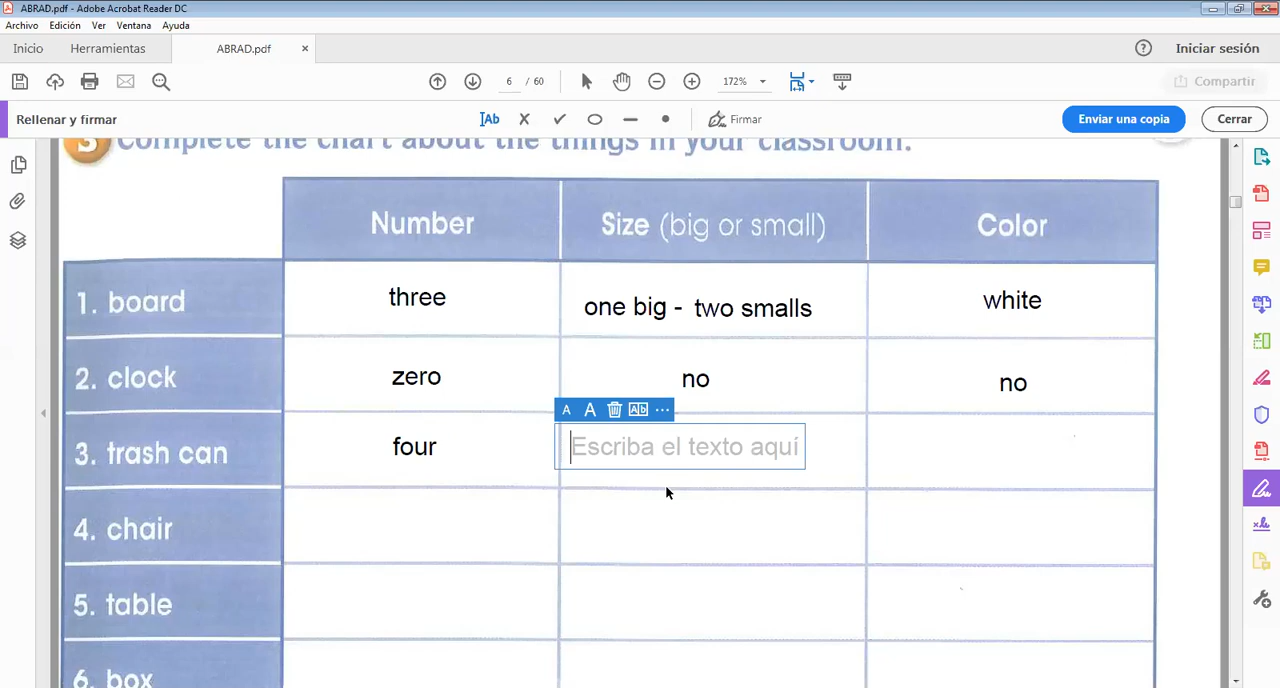 ABRAD.pdf - Adobe Acrobat Reader DC
Archivo Edición Ver Ventana Ayuda
Inicio Herramientas ABRAD.pdf × Iniciar sesión
6 / 60 172% Compartir
Rellenar y firmar Ab Firmar Enviar una copia Cerrar
3 Complete the chart about the things in your classroom.
Number Size (big or small) Color
1. board three one big - two smalls white
2. clock zero no no
A A Ab ...
3. trash can four Escriba el texto aquí
4. chair
5. table
6. box